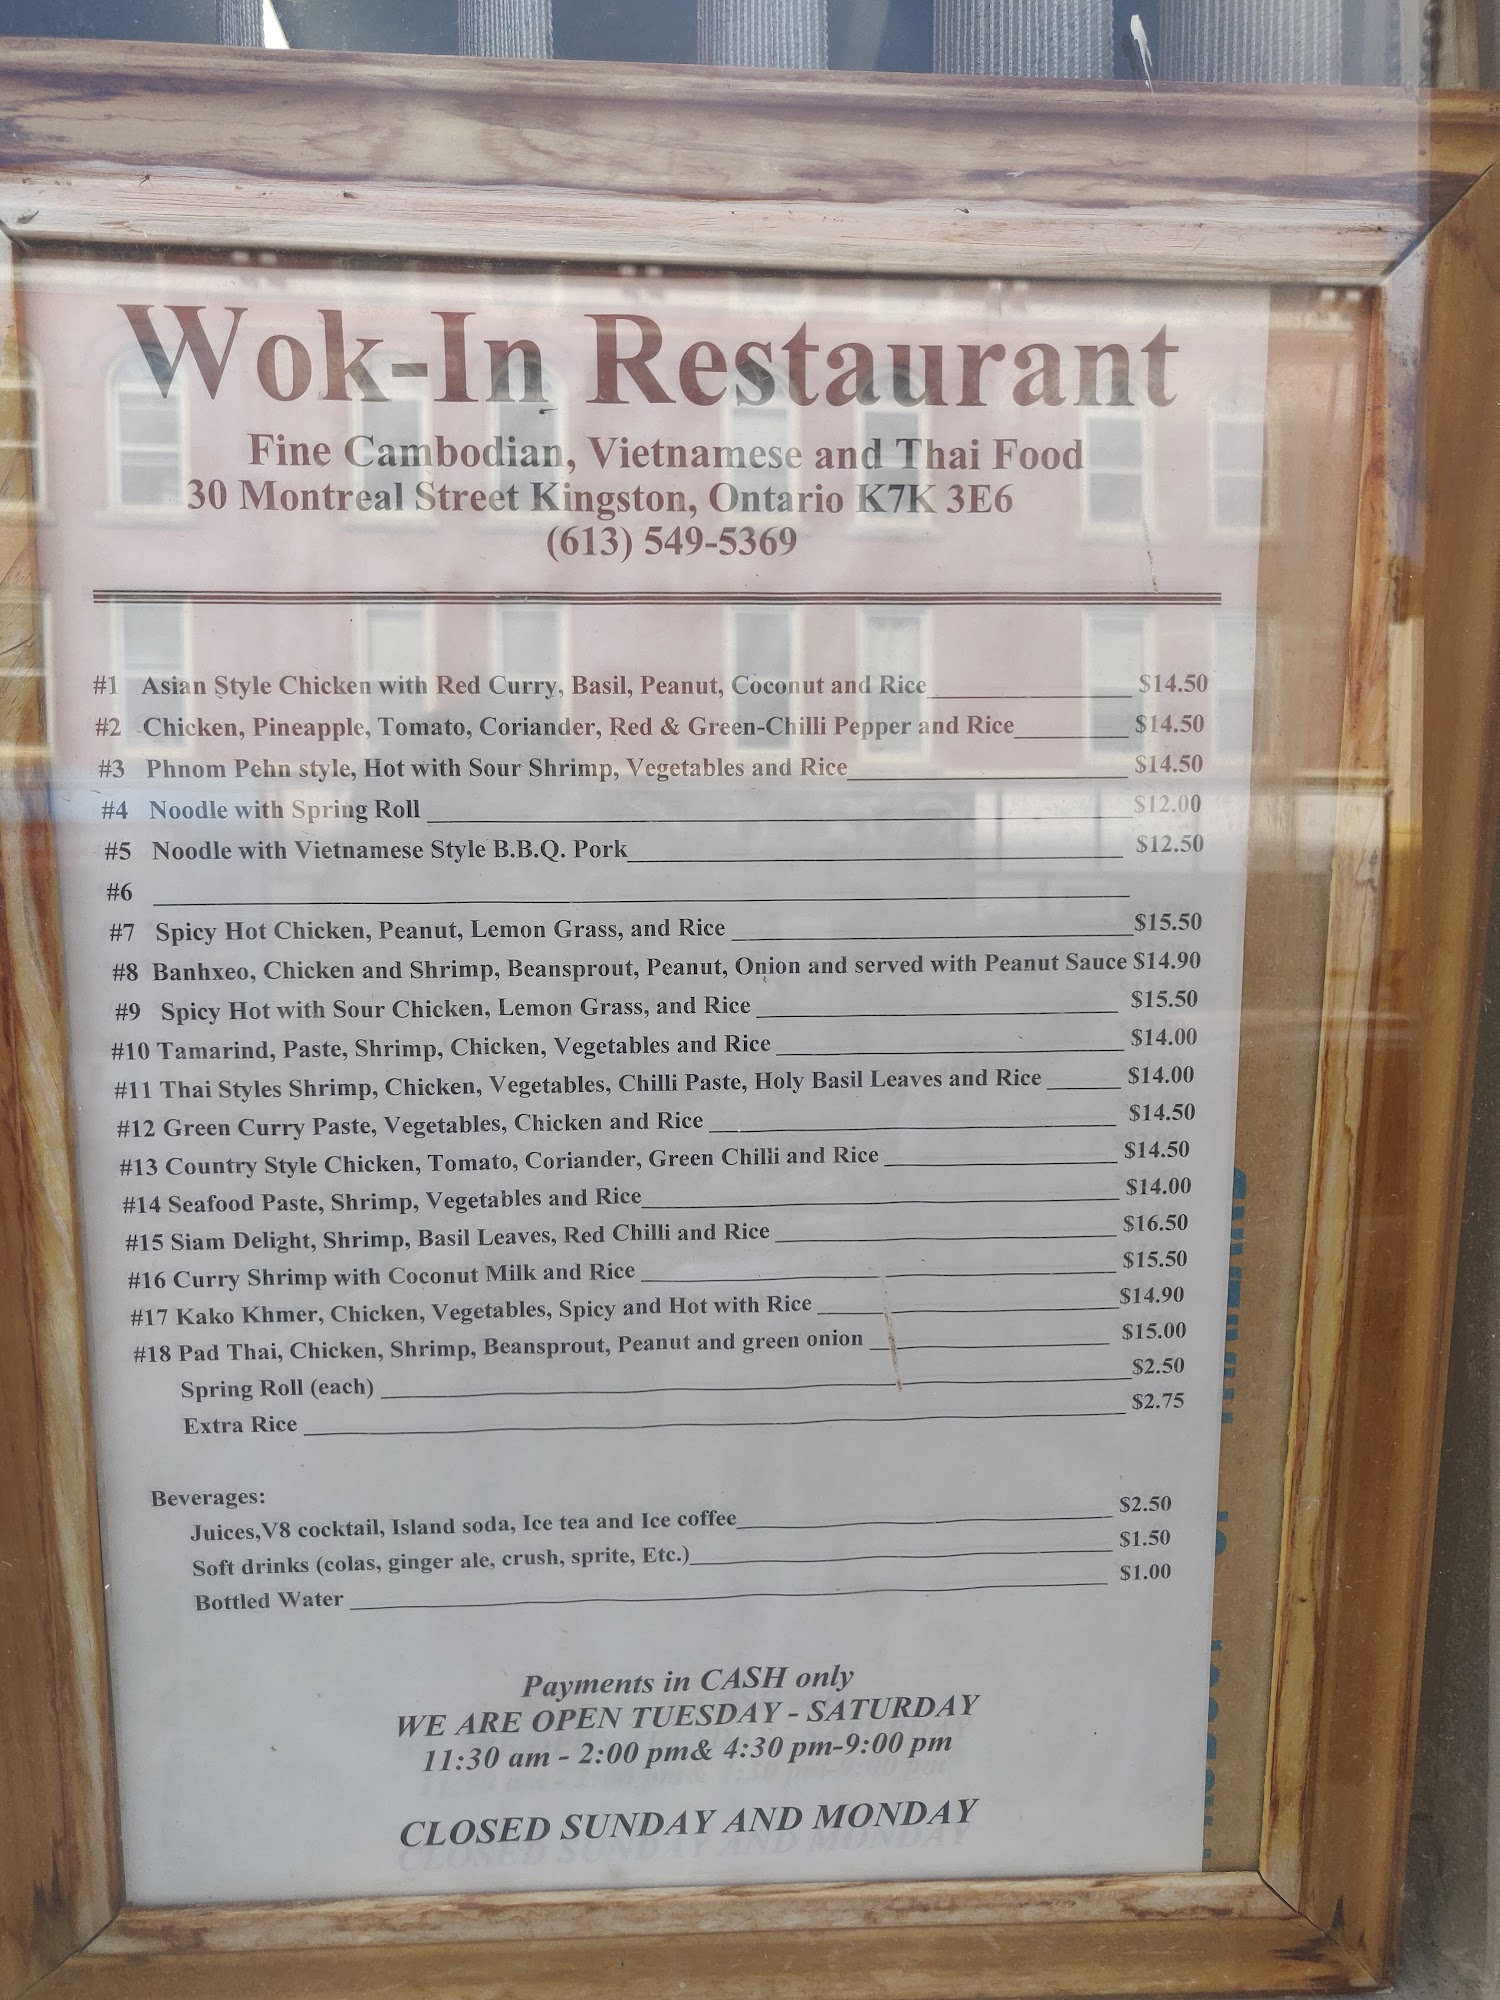 Wok-In Restaurant
Fine Cambodian, Vietnamese and Thai Food
30 Montreal Street Kingston, Ontario K7K 3E6
(613) 549-5369
#1 Asian Style Chicken with Red Curry, Basil, Peanut, Coconut and Rice $14.50
#2 Chicken, Pineapple, Tomato, Coriander, Red & Green-Chilli Pepper and Rice $14.50
#3 Phnom Pehn style, Hot with Sour Shrimp, Vegetables and Rice $14.50
#4 Noodle with Spring Roll $12.00
#5 Noodle with Vietnamese Style B.B.Q. Pork $12.50
#6
#7 Spicy Hot Chicken, Peanut, Lemon Grass, and Rice $15.50
#8 Banhxeo, Chicken and Shrimp, Beansprout, Peanut, Onion and served with Peanut Sauce $14.90
#9 Spicy Hot with Sour Chicken, Lemon Grass, and Rice $15.50
#10 Tamarind, Paste, Shrimp, Chicken, Vegetables and Rice $14.00
#11 Thai Styles Shrimp, Chicken, Vegetables, Chilli Paste, Holy Basil Leaves and Rice $14.00
#12 Green Curry Paste, Vegetables, Chicken and Rice $14.50
#13 Country Style Chicken, Tomato, Coriander, Green Chilli and Rice $14.50
#14 Seafood Paste, Shrimp, Vegetables and Rice $14.00
#15 Siam Delight, Shrimp, Basil Leaves, Red Chilli and Rice $16.50
#16 Curry Shrimp with Coconut Milk and Rice $15.50
#17 Kako Khmer, Chicken, Vegetables, Spicy and Hot with Rice $14.90
#18 Pad Thai, Chicken, Shrimp, Beansprout, Peanut and green onion $15.00
Spring Roll (each) $2.50
Extra Rice $2.75
Beverages:
Juices,V8 cocktail, Island soda, Ice tea and Ice coffee $2.50
Soft drinks (colas, ginger ale, crush, sprite, Etc.) $1.50
Bottled Water $1.00
Payments in CASH only
WE ARE OPEN TUESDAY - SATURDAY
11:30 am - 2:00 pm& 4:30 pm-9:00 pm
CLOSED SUNDAY AND MONDAY